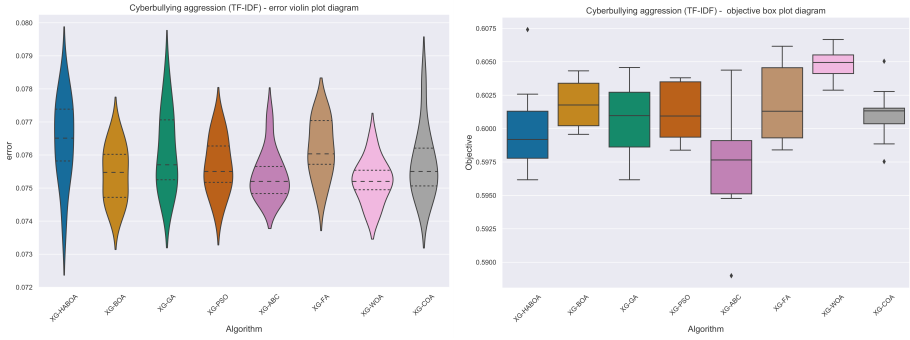 Cyberbullying aggression (TF-IDF) - error violin plot diagram
0.080
0.079
0.078
0.077
0.076
0.075
0.074
0.073
0.072
error
XG-HABOA
XG-BOA
XG-GA
XG-PSO
XG-ABC
XG-FA
XG-WOA
XG-COA
Algorithm
Cyberbullying aggression (TF-IDF) - objective box plot diagram
0.6075
0.6050
0.6025
0.6000
0.5975
0.5950
0.5925
0.5900
Objective
XG-HABOA
XG-BOA
XG-GA
XG-PSO
XG-ABC
XG-FA
XG-WOA
XG-COA
Algorithm